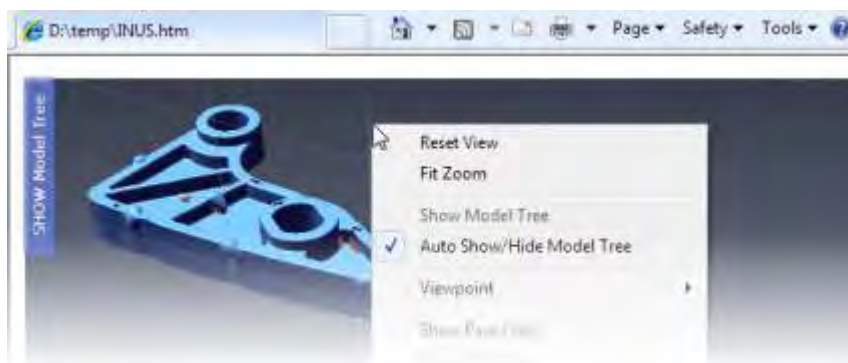 D:\temp\INUS.htm
Page Safety Tools
SHOW Model Tree
Reset View
Fit Zoom
Show Model Tree
Auto Show/Hide Model Tree
Viewpoint
Show